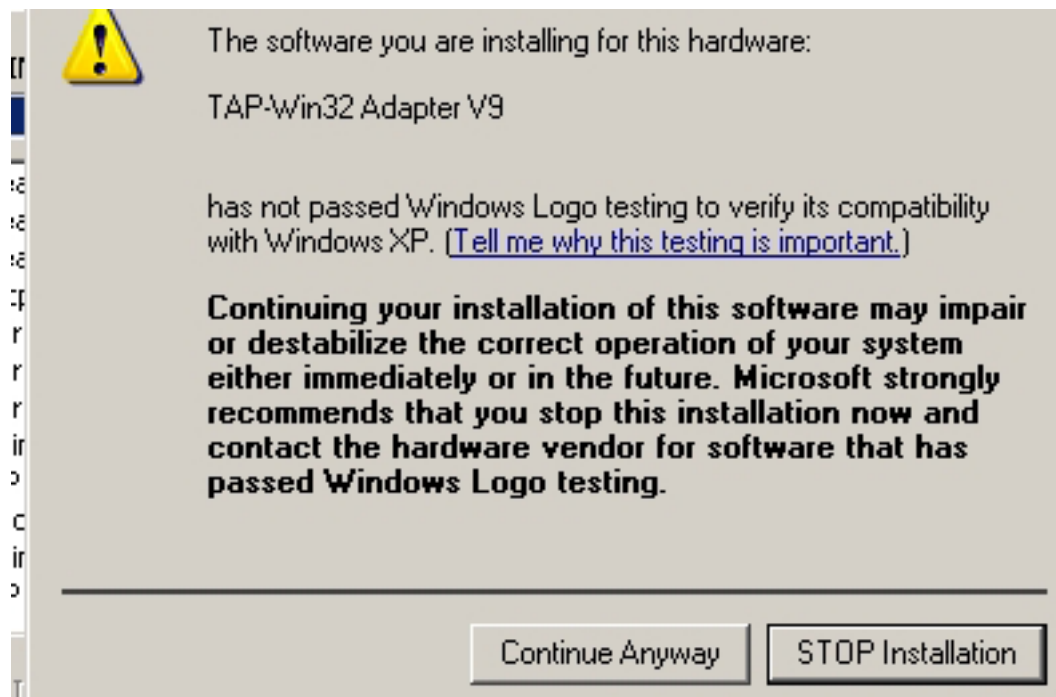 The software you are installing for this hardware:
TAP-Win32 Adapter V9
has not passed Windows Logo testing to verify its compatibility
with Windows XP. (Tell me why this testing is important.)
Continuing your installation of this software may impair
or destabilize the correct operation of your system
either immediately or in the future. Microsoft strongly
recommends that you stop this installation now and
contact the hardware vendor for software that has
passed Windows Logo testing.
Continue Anyway
STOP Installation